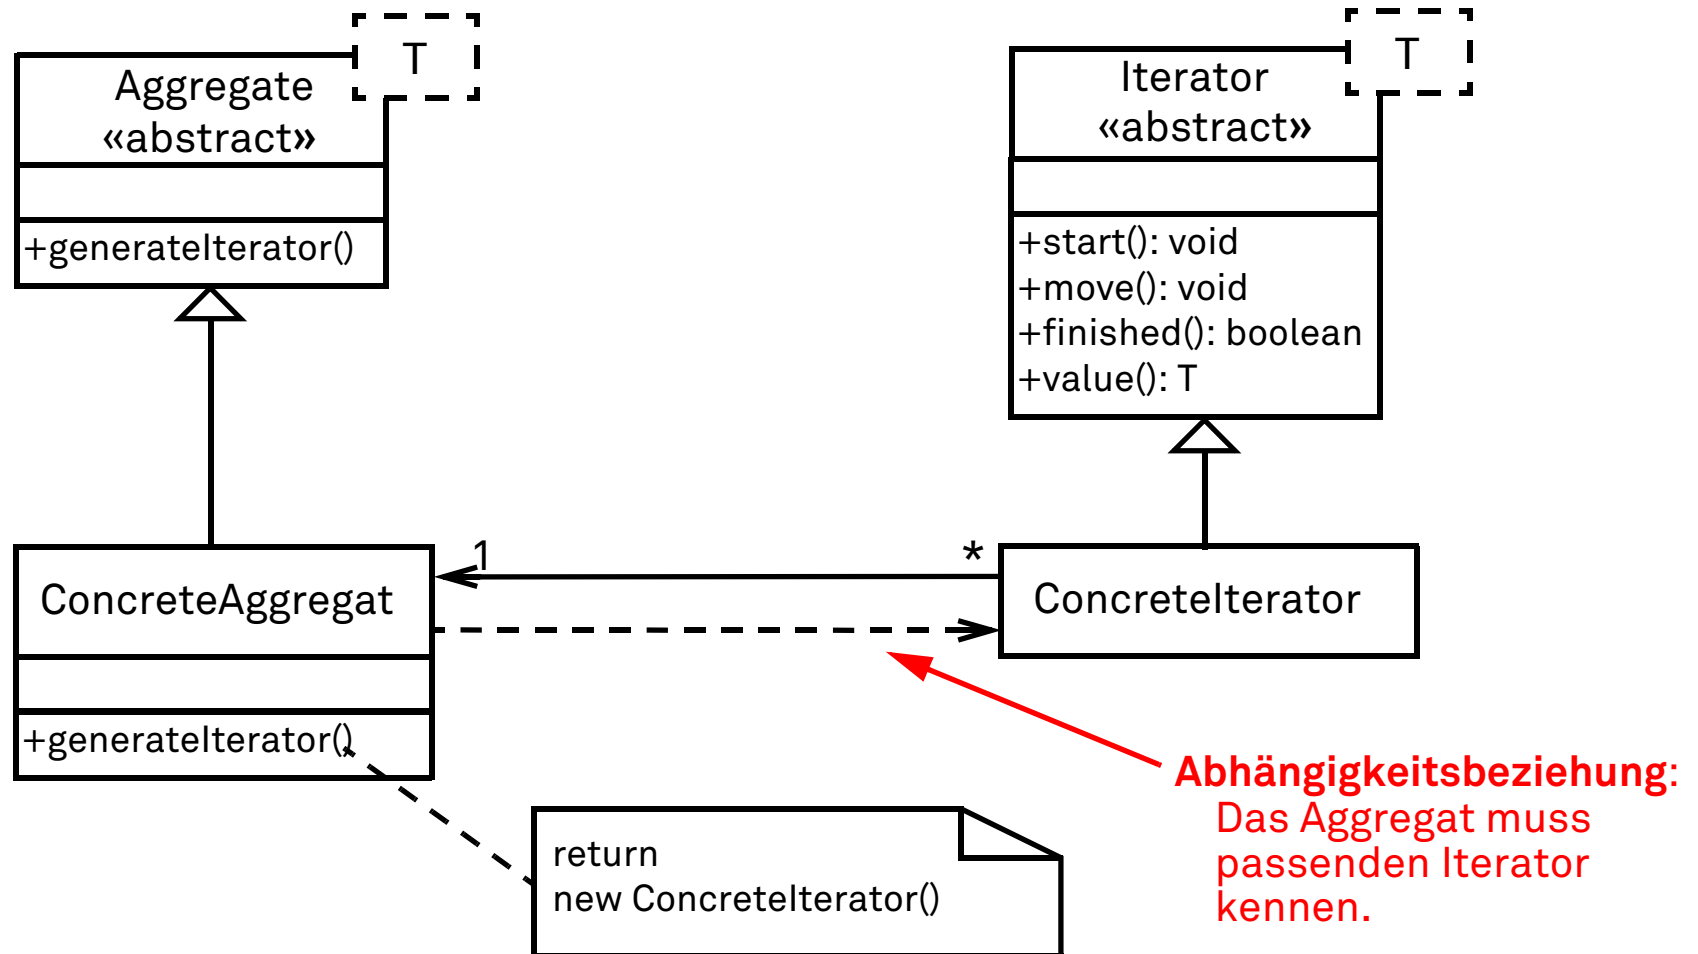 T
Aggregate
«abstract»
+generateIterator()
T
Iterator
«abstract»
+start(): void
+move(): void
+finished(): boolean
+value(): T
1
*
ConcreteAggregat
ConcreteIterator
+generateIterator()
return
new ConcreteIterator()
Abhängigkeitsbeziehung:
Das Aggregat muss
passenden Iterator
kennen.